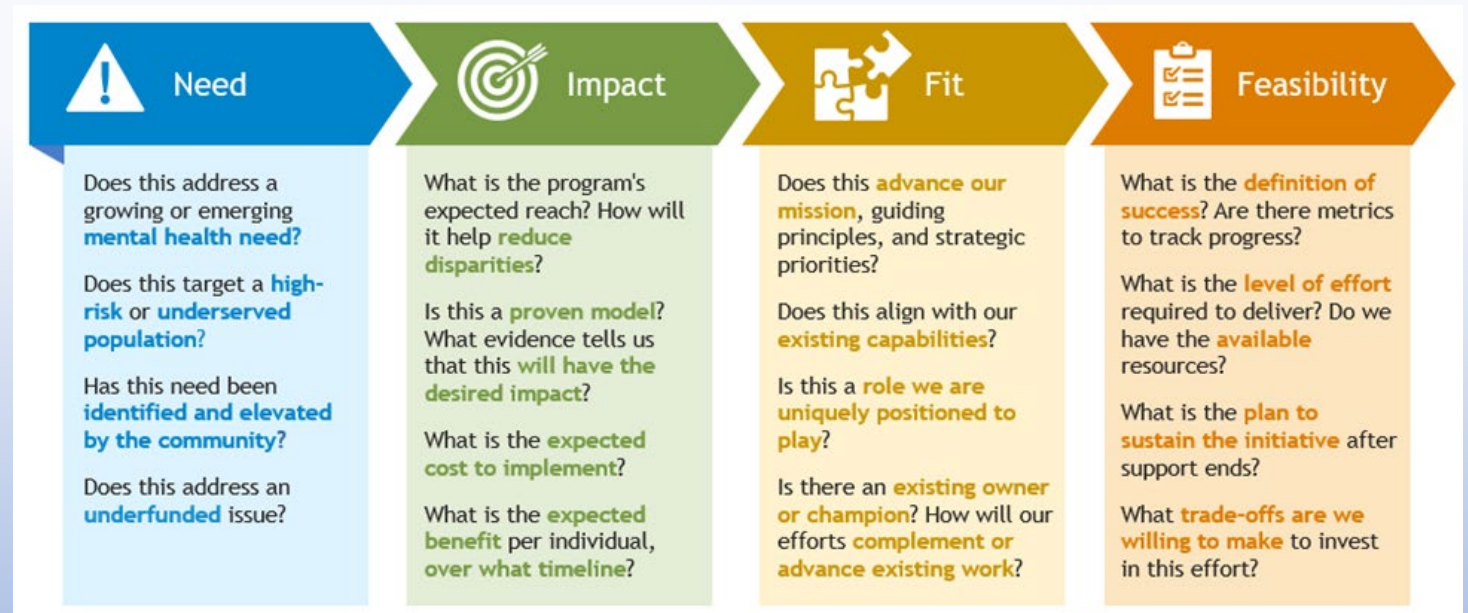 Need
Does this address a
growing or emerging
mental health need?
Does this target a high-
risk or underserved
population?
Has this need been
identified and elevated
by the community?
Does this address an
underfunded issue?
Impact
What is the program's
expected reach? How will
it help reduce
disparities?
Is this a proven model?
What evidence tells us
that this will have the
desired impact?
What is the expected
cost to implement?
What is the expected
benefit per individual,
over what timeline?
Fit
Does this advance our
mission, guiding
principles, and strategic
priorities?
Does this align with our
existing capabilities?
Is this a role we are
uniquely positioned to
play?
Is there an existing owner
or champion? How will our
efforts complement or
advance existing work?
Feasibility
What is the definition of
success? Are there metrics
to track progress?
What is the level of effort
required to deliver? Do we
have the available
resources?
What is the plan to
sustain the initiative after
support ends?
What trade-offs are we
willing to make to invest
in this effort?